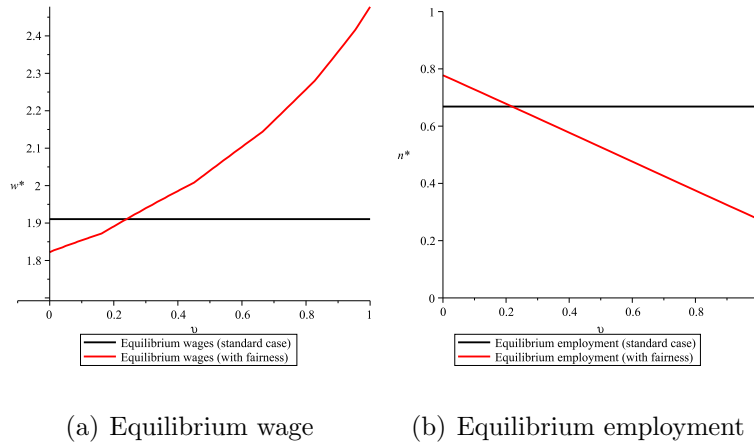 2.4
2.3
2.2
2.1
w*
2
1.9
1.8
0 0.2 0.4 0.6 0.8 1
υ
Equilibrium wages (standard case)
Equilibrium wages (with fairness)
(a) Equilibrium wage
1
0.8
0.6
n*
0.4
0.2
0
0 0.2 0.4 0.6 0.8
υ
Equilibrium employment (standard case)
Equilibrium employment (with fairness)
(b) Equilibrium employment